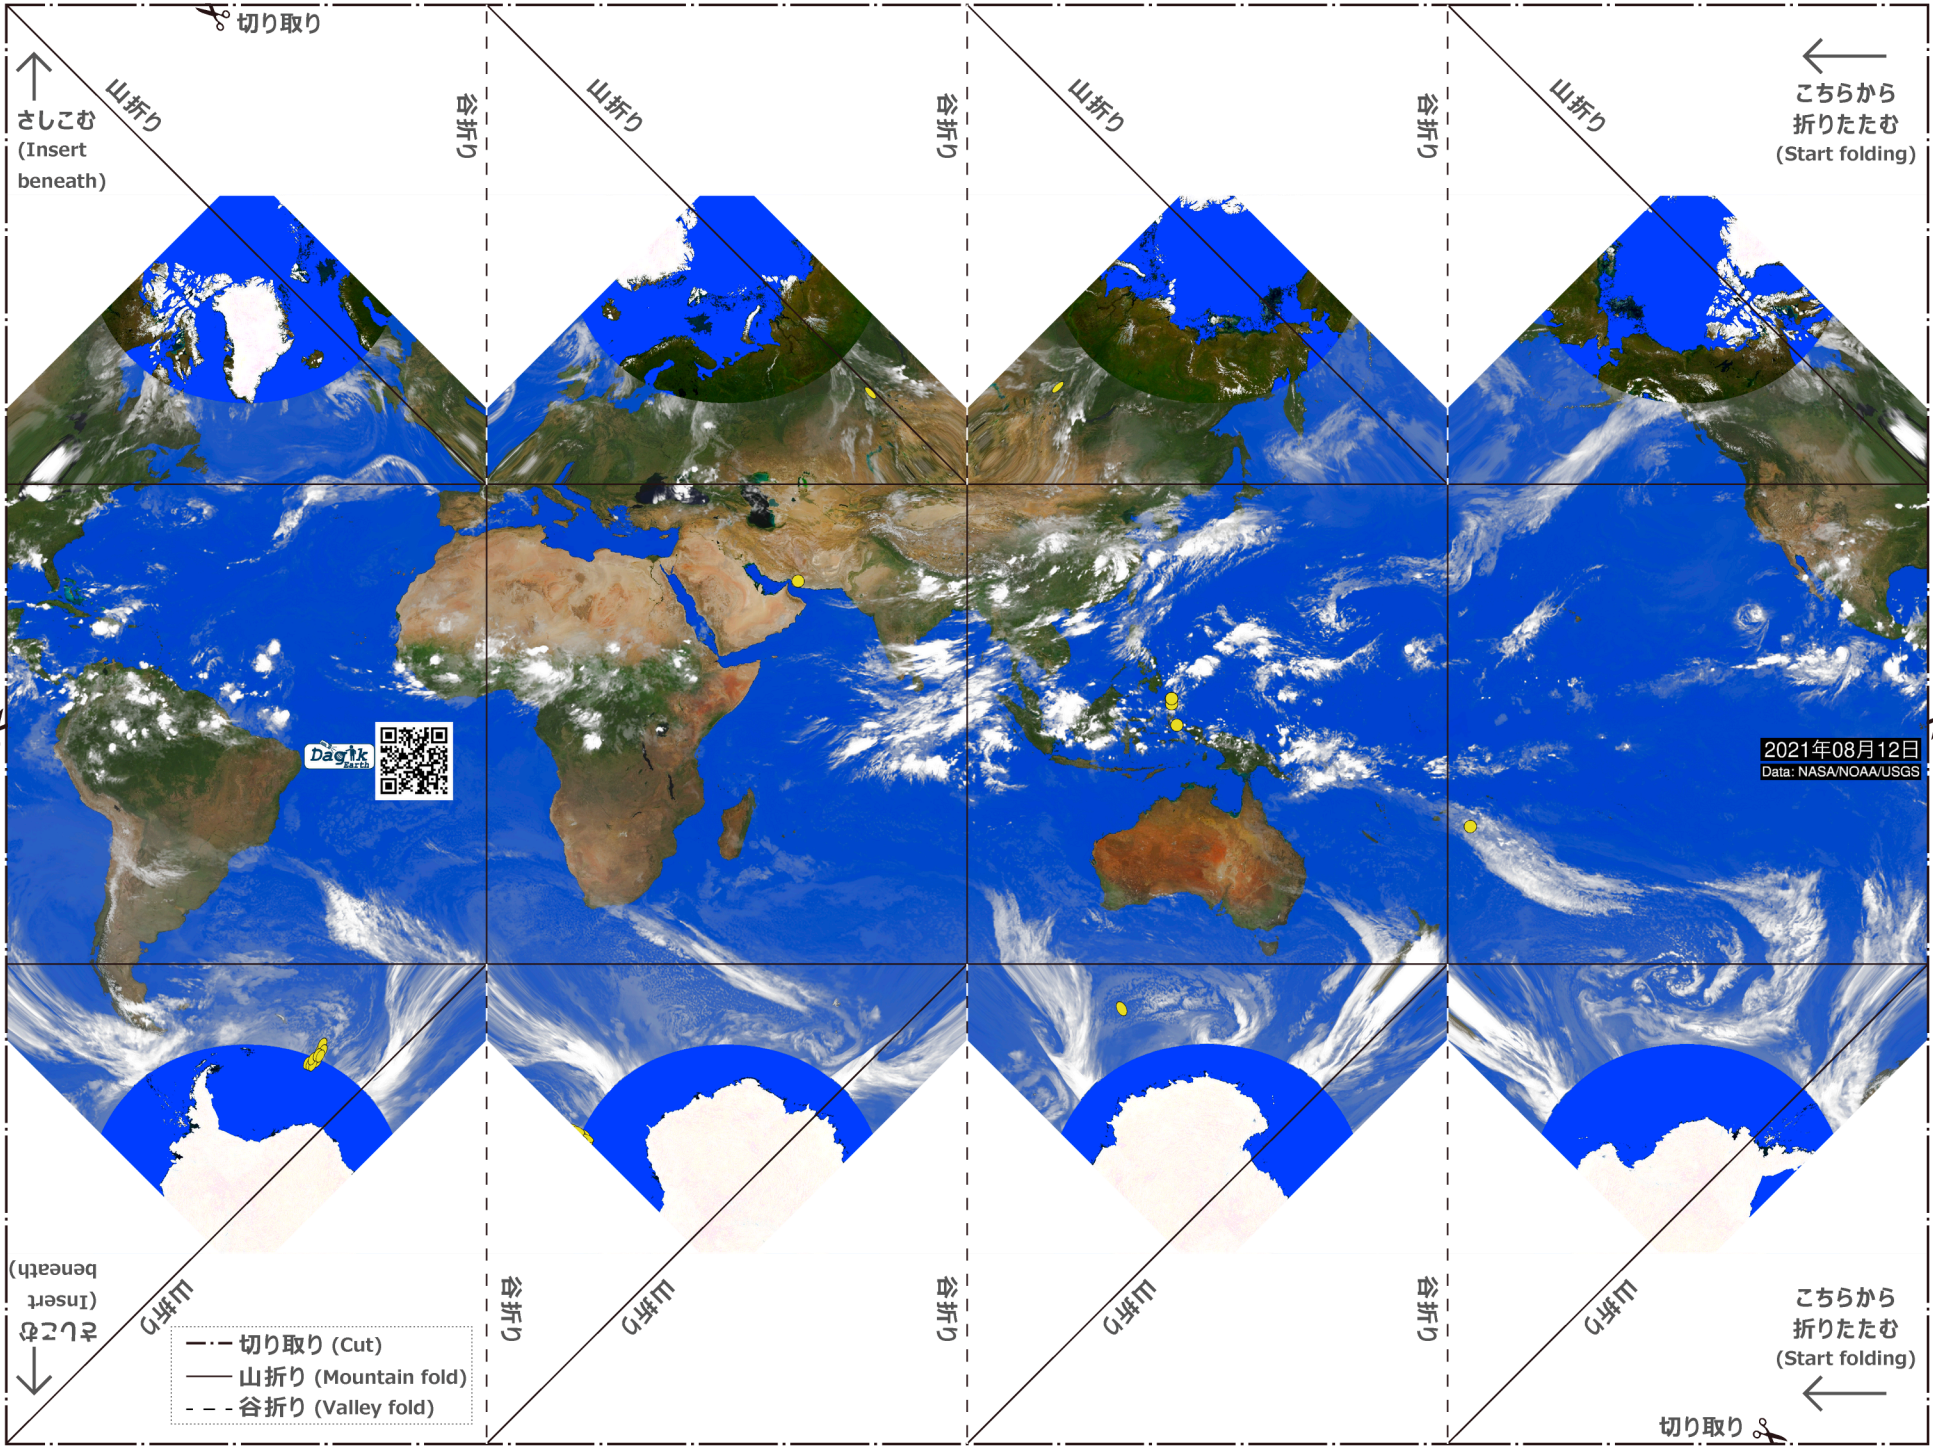 切り取り
山折り
谷折り
山折り
谷折り
山折り
谷折り
山折り
さしこむ
(Insert
beneath)
こちらから
折りたたむ
(Start folding)
Dagik
Earth
2021年08月12日
Data: NASA/NOAA/USGS
さしこむ
(Insert
beneath)
山折り
谷折り
山折り
谷折り
山折り
谷折り
山折り
こちらから
折りたたむ
(Start folding)
切り取り (Cut)
山折り (Mountain fold)
谷折り (Valley fold)
切り取り